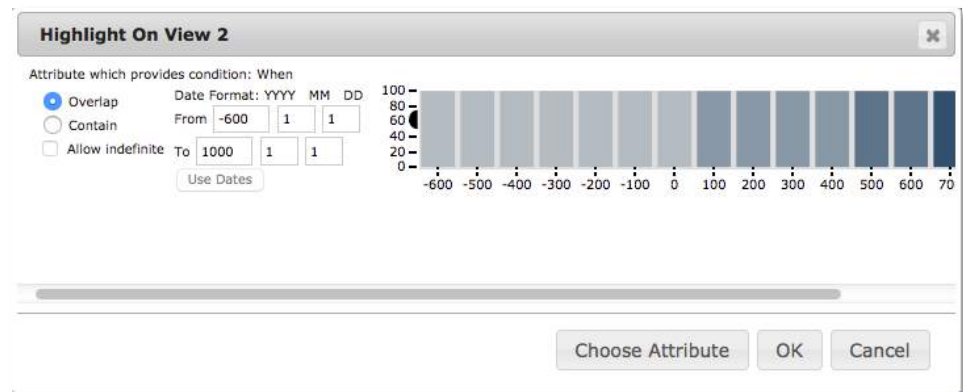 Highlight On View 2
Attribute which provides condition: When
Overlap
Contain
Allow indefinite
Date Format: YYYY MM DD
From -600 1 1
To 1000 1 1
Use Dates
100
80
60
40
20
0
-600 -500 -400 -300 -200 -100 0 100 200 300 400 500 600 70
Choose Attribute OK Cancel